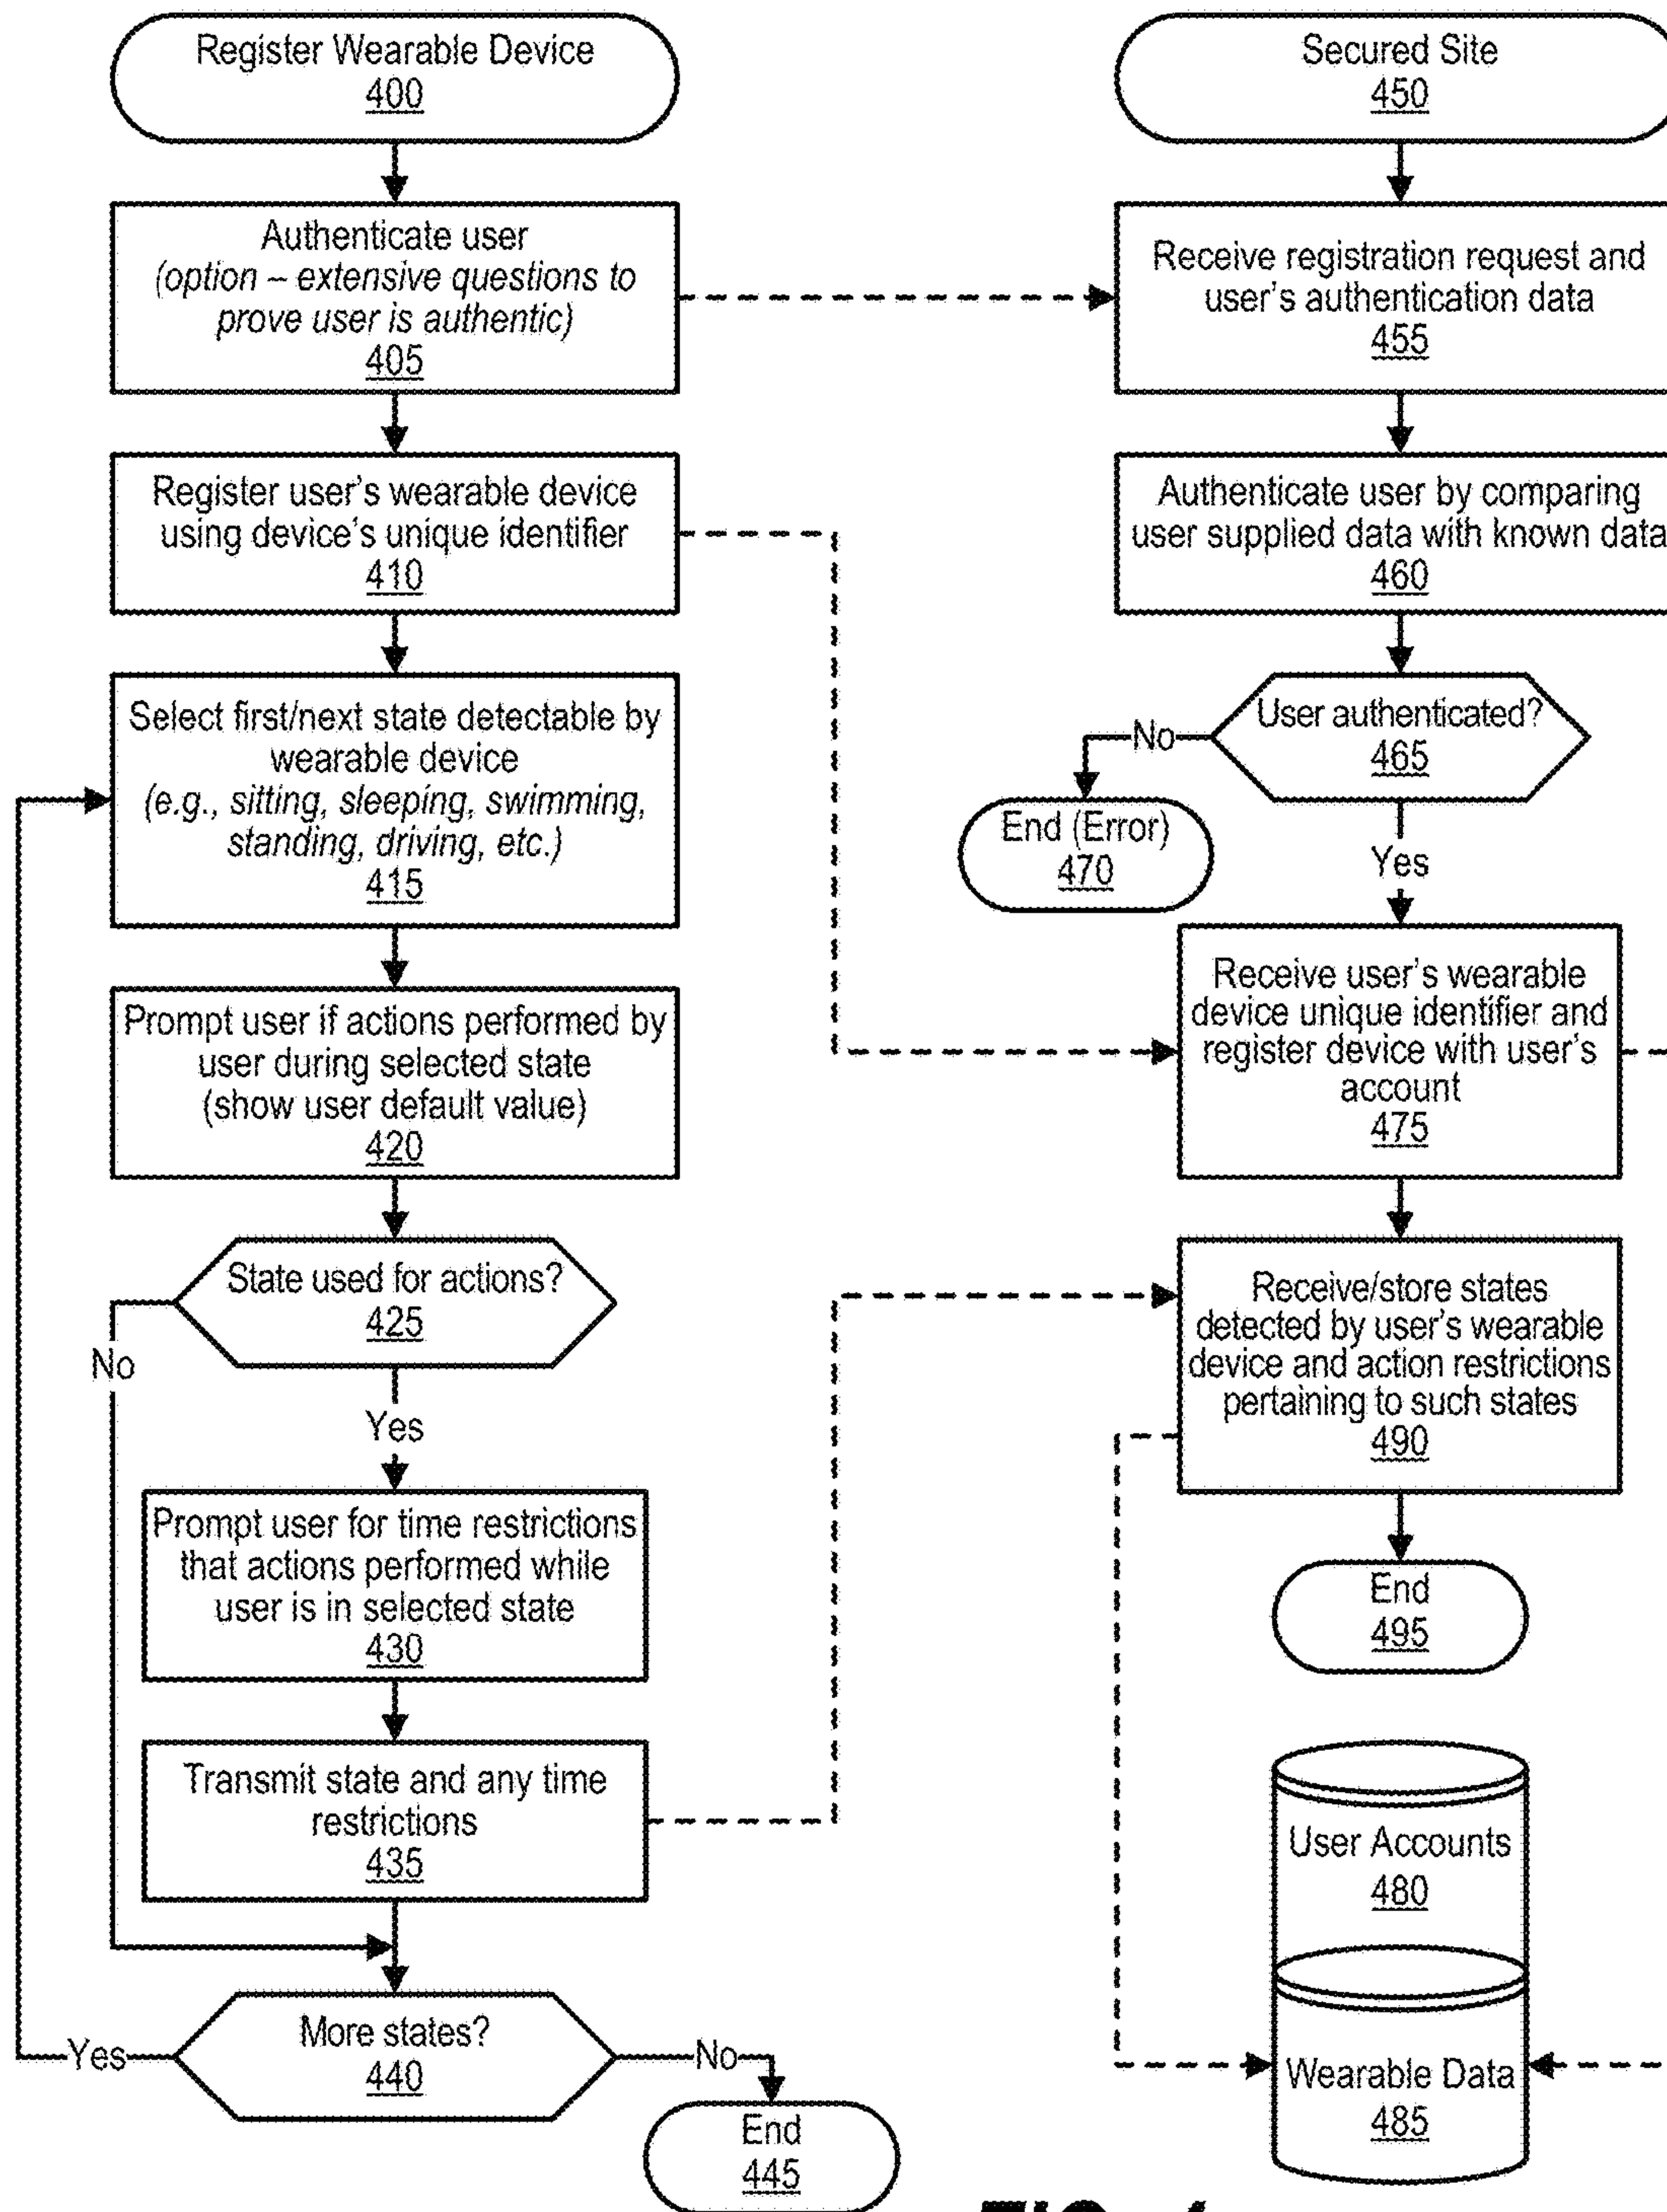 Register Wearable Device
400
Authenticate user
(option – extensive questions to
prove user is authentic)
405
Register user's wearable device
using device's unique identifier
410
Select first/next state detectable by
wearable device
(e.g., sitting, sleeping, swimming,
standing, driving, etc.)
415
Prompt user if actions performed by
user during selected state
(show user default value)
420
State used for actions?
425
No
Yes
Prompt user for time restrictions
that actions performed while
user is in selected state
430
Transmit state and any time
restrictions
435
More states?
440
Yes
No
End
445
Secured Site
450
Receive registration request and
user's authentication data
455
Authenticate user by comparing
user supplied data with known data
460
User authenticated?
465
No
End (Error)
470
Yes
Receive user's wearable
device unique identifier and
register device with user's
account
475
Receive/store states
detected by user's wearable
device and action restrictions
pertaining to such states
490
End
495
User Accounts
480
Wearable Data
485